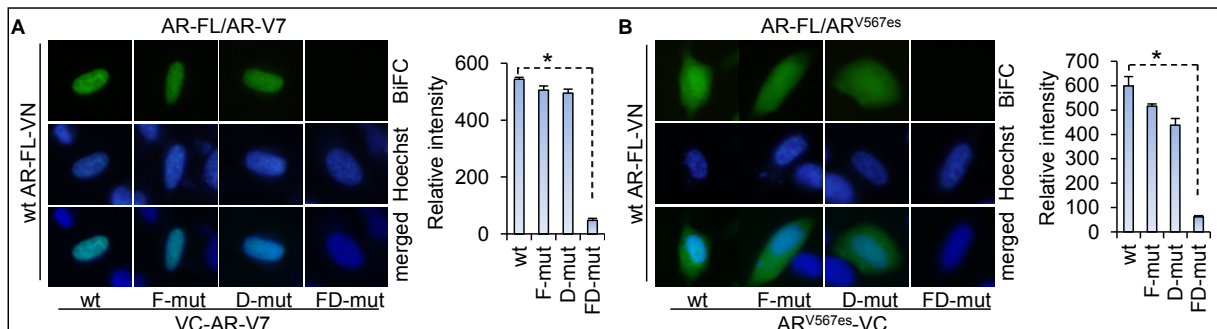 A
AR-FL/AR-V7
wt AR-FL-VN
BiFC
Hoechst
merged
wt F-mut D-mut FD-mut
VC-AR-V7
Relative intensity
600
400
200
0
*
wt F-mut D-mut FD-mut
B
AR-FL/ARV567es
wt AR-FL-VN
BiFC
Hoechst
merged
wt F-mut D-mut FD-mut
ARV567es-VC
Relative intensity
700
600
500
400
300
200
100
0
*
wt F-mut D-mut FD-mut